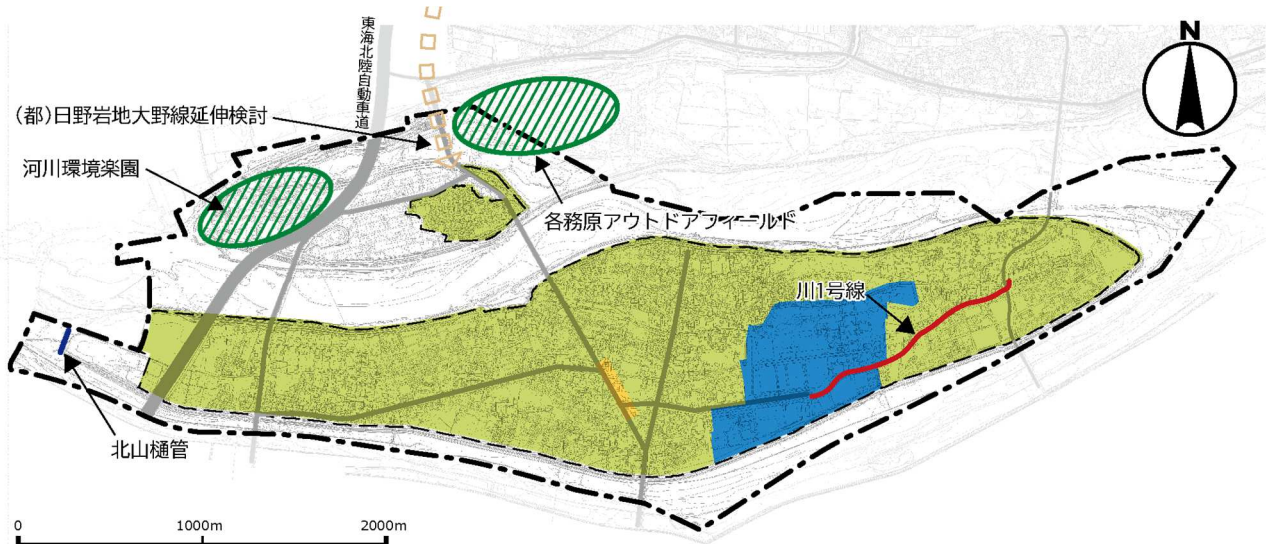 東海北陸自動車道
N
(都)日野岩地大野線延伸検討
河川環境楽園
各務原アウトドアフィールド
川1号線
北山樋管
0 1000m 2000m